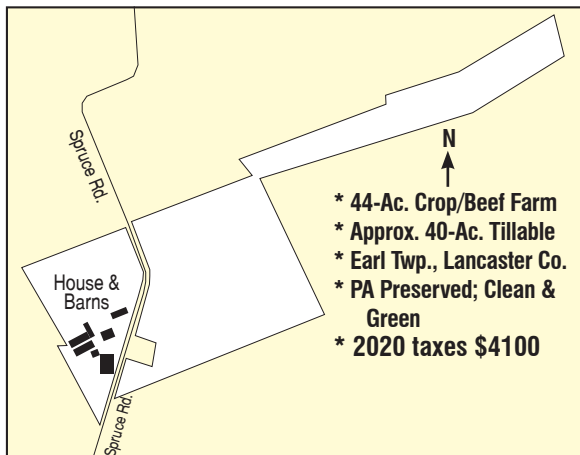 Spruce Rd.
N
* 44-Ac. Crop/Beef Farm
* Approx. 40-Ac. Tillable
* Earl Twp., Lancaster Co.
* PA Preserved; Clean &
Green
* 2020 taxes $4100
House &
Barns
Spruce Rd.